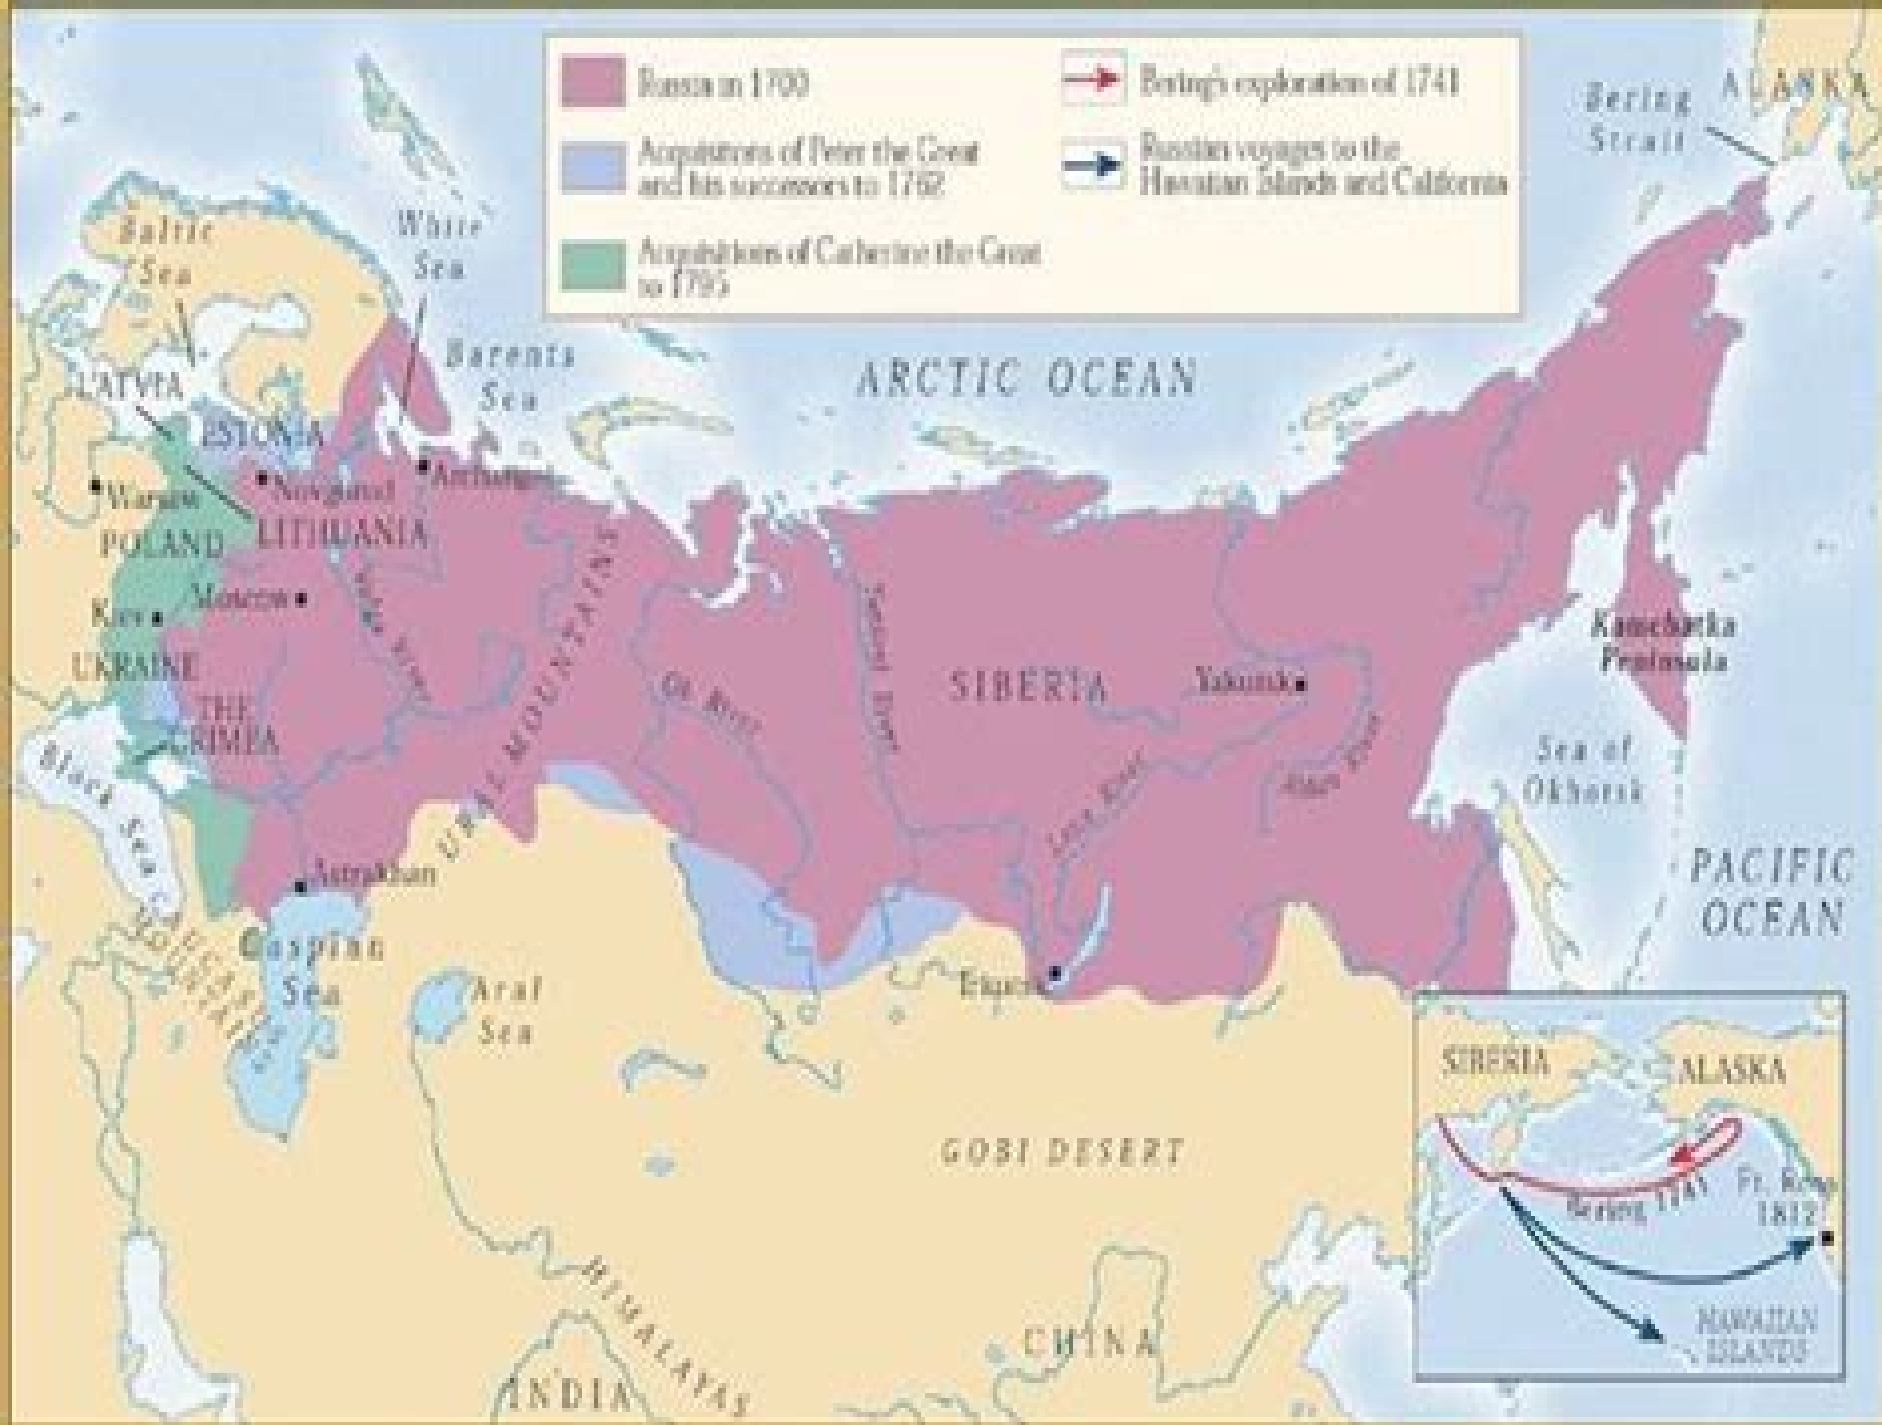 Russia in 1700
Acquisitions of Peter the Great
and his successors to 1762
Acquisitions of Catherine the Great
to 1795
Bering's exploration of 1741
Russian voyages to the
Hawaiian Islands and California
Bering
Strait
ALASKA
Baltic
Sea
White
Sea
Barents
Sea
ARCTIC OCEAN
LATVIA
ESTONIA
Novgorod
Warsaw
LITHUANIA
POLAND
Moscow
Kiev
UKRAINE
THE
CRIMEA
Black Sea
Volga River
URAL MOUNTAINS
Ob River
SIBERIA
Yakutsk
Lena River
Kamchatka
Peninsula
Sea of
Okhotsk
PACIFIC
OCEAN
Astrakhan
Caspian
Sea
Aral
Sea
GOBI DESERT
HIMALAYAS
INDIA
CHINA
SIBERIA
ALASKA
Bering 1741
Ft. Ross
1812
HAWAIIAN
ISLANDS